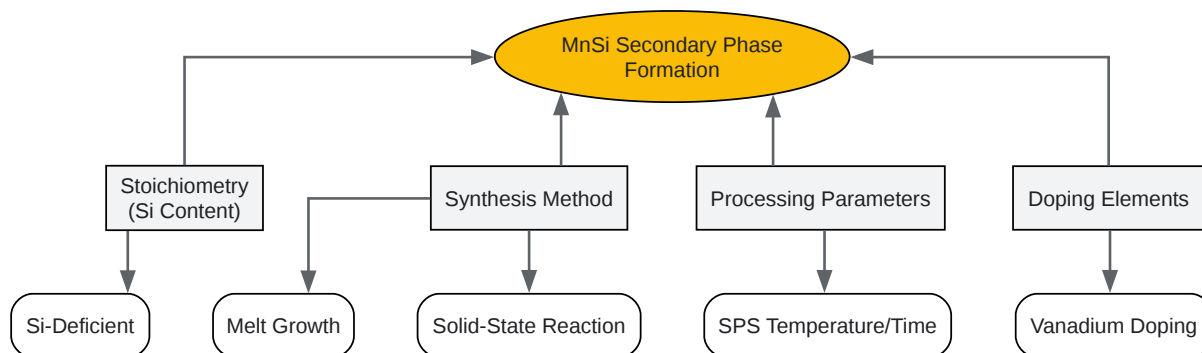 MnSi Secondary Phase
Formation
Stoichiometry
(Si Content)
Synthesis Method
Processing Parameters
Doping Elements
Si-Deficient
Melt Growth
Solid-State Reaction
SPS Temperature/Time
Vanadium Doping